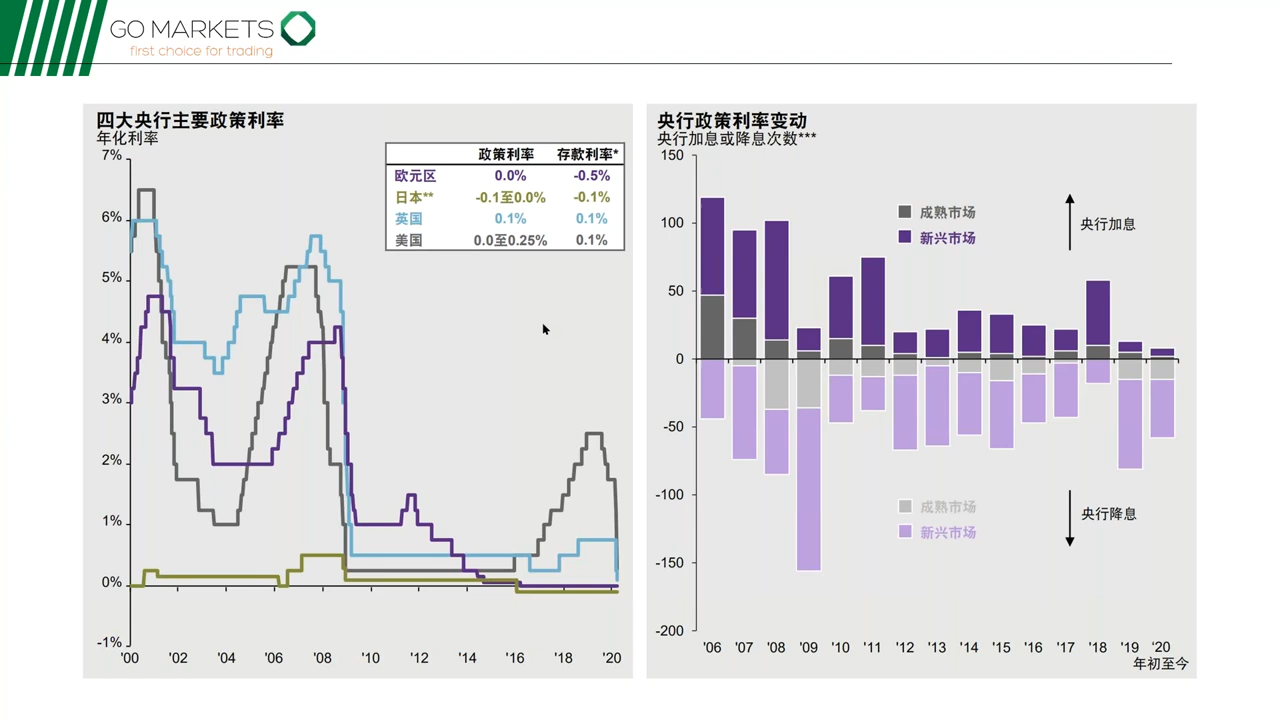 GO MARKETS
first choice for trading
四大央行主要政策利率
年化利率
7%
6%
5%
4%
3%
2%
1%
0%
-1%
'00 '02 '04 '06 '08 '10 '12 '14 '16 '18 '20
政策利率 存款利率*
欧元区 0.0% -0.5%
日本** -0.1至0.0% -0.1%
英国 0.1% 0.1%
美国 0.0至0.25% 0.1%
央行政策利率变动
央行加息或降息次数***
150
100
50
0
-50
-100
-150
-200
成熟市场
新兴市场
央行加息
成熟市场
新兴市场
央行降息
'06 '07 '08 '09 '10 '11 '12 '13 '14 '15 '16 '17 '18 '19 '20
年初至今